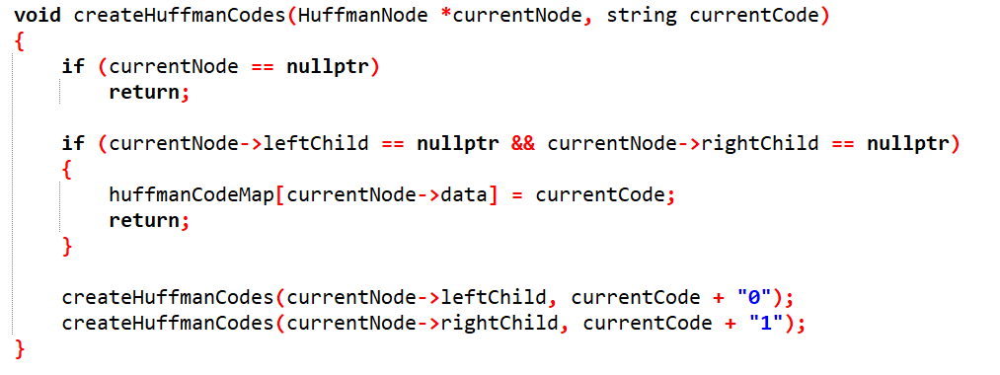 void createHuffmanCodes(HuffmanNode *currentNode, string currentCode)
{
    if (currentNode == nullptr)
        return;

    if (currentNode->leftChild == nullptr && currentNode->rightChild == nullptr)
    {
        huffmanCodeMap[currentNode->data] = currentCode;
        return;
    }

    createHuffmanCodes(currentNode->leftChild, currentCode + "0");
    createHuffmanCodes(currentNode->rightChild, currentCode + "1");
}